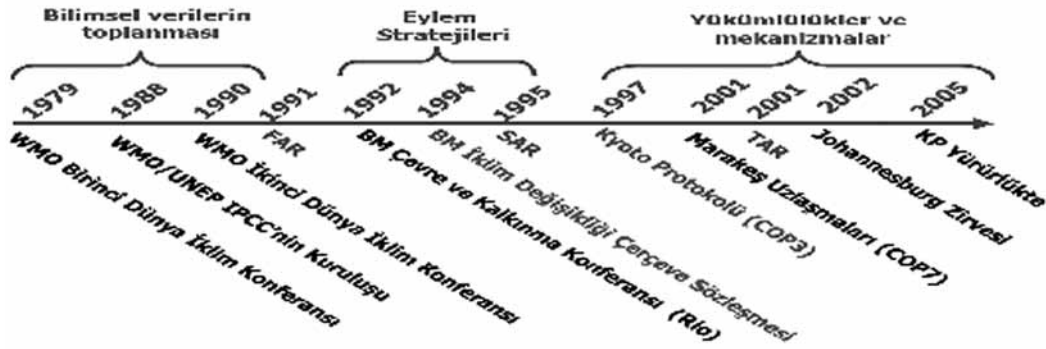 Bilimsel verilerin
toplanması
Eylem
Stratejileri
Yükümlülükler ve
mekanizmalar
1979
1988
1990
1991
1992
1994
1995
1997
2001
2001
2002
2005
WMO Birinci Dünya İklim Konferansı
WMO/UNEP IPCC'nin Kuruluşu
WMO İkinci Dünya İklim Konferansı
FAR
BM Çevre ve Kalkınma Konferansı (Rio)
BM İklim Değişikliği Çerçeve Sözleşmesi
SAR
Kyoto Protokolü (COP3)
Marakeş Uzlaşmaları (COP7)
TAR
Johannesburg Zirvesi
KP Yürürlükte